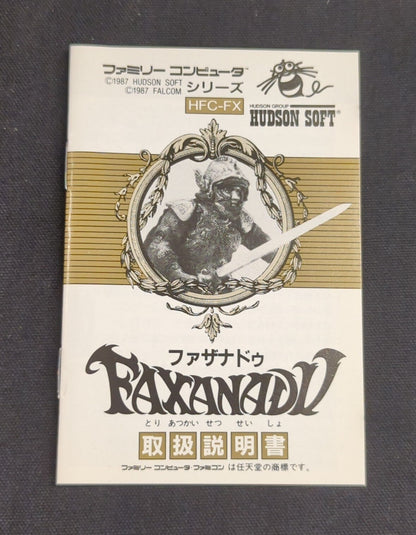 ファミリー コンピュータ™
©1987 HUDSON SOFT
©1987 FALCOM
シリーズ
HFC-FX
HUDSON GROUP
HUDSON SOFT®
ファザナドゥ
FAXANADU
とり あつかい せつ せい しょ
取扱説明書
ファミリー コンピュータ・ファミコン は任天堂の商標です。